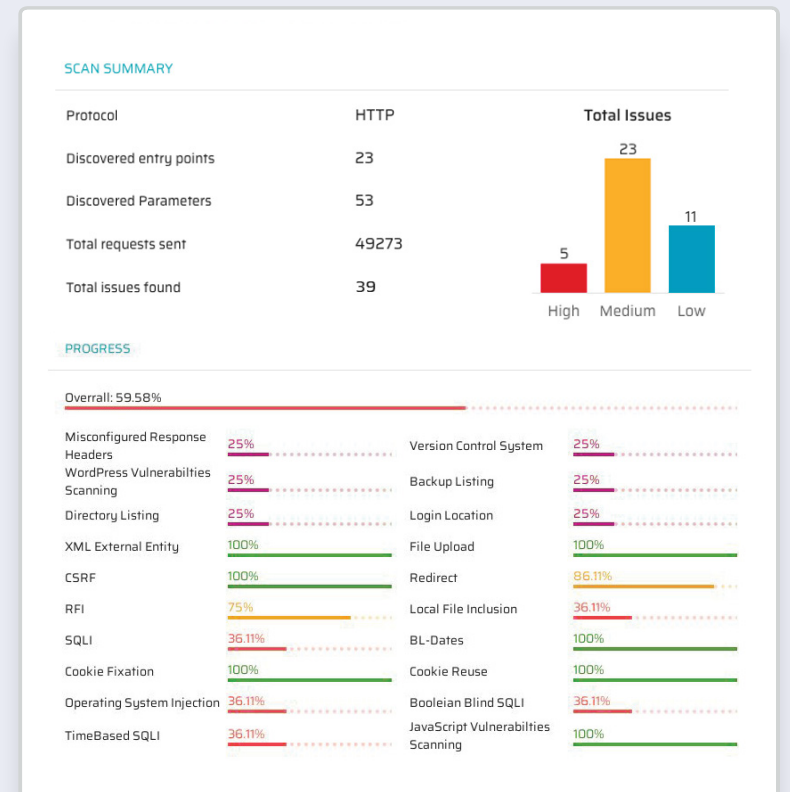 SCAN SUMMARY
Protocol HTTP
Discovered entry points 23
Discovered Parameters 53
Total requests sent 49273
Total issues found 39
Total Issues
23
11
5
High Medium Low
PROGRESS
Overrall: 59.58%
Misconfigured Response
Headers
25%
Version Control System 25%
WordPress Vulnerabilties
Scanning
25%
Backup Listing 25%
Directory Listing 25%
Login Location 25%
XML External Entity 100%
File Upload 100%
CSRF 100%
Redirect 86.11%
RFI 75%
Local File Inclusion 36.11%
SQLI 36.11%
BL-Dates 100%
Cookie Fixation 100%
Cookie Reuse 100%
Operating System Injection 36.11%
Booleian Blind SQLI 36.11%
TimeBased SQLI 36.11%
JavaScript Vulnerabilties
Scanning
100%